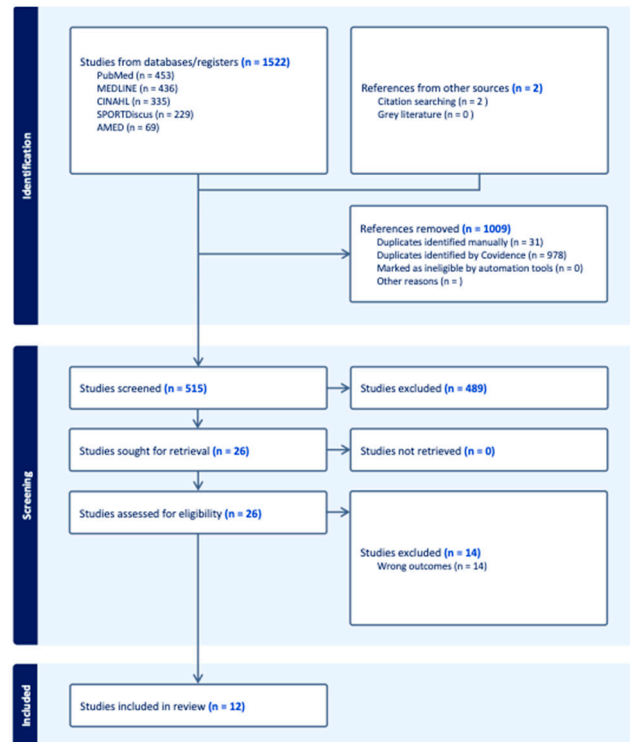 Identification
Studies from databases/registers (n = 1522)
PubMed (n = 453)
MEDLINE (n = 436)
CINAHL (n = 335)
SPORTDiscus (n = 229)
AMED (n = 69)
References from other sources (n = 2)
Citation searching (n = 2 )
Grey literature (n = 0 )
References removed (n = 1009)
Duplicates identified manually (n = 31)
Duplicates identified by Covidence (n = 978)
Marked as ineligible by automation tools (n = 0)
Other reasons (n = )
Screening
Studies screened (n = 515)
Studies excluded (n = 489)
Studies sought for retrieval (n = 26)
Studies not retrieved (n = 0)
Studies assessed for eligibility (n = 26)
Studies excluded (n = 14)
Wrong outcomes (n = 14)
Included
Studies included in review (n = 12)